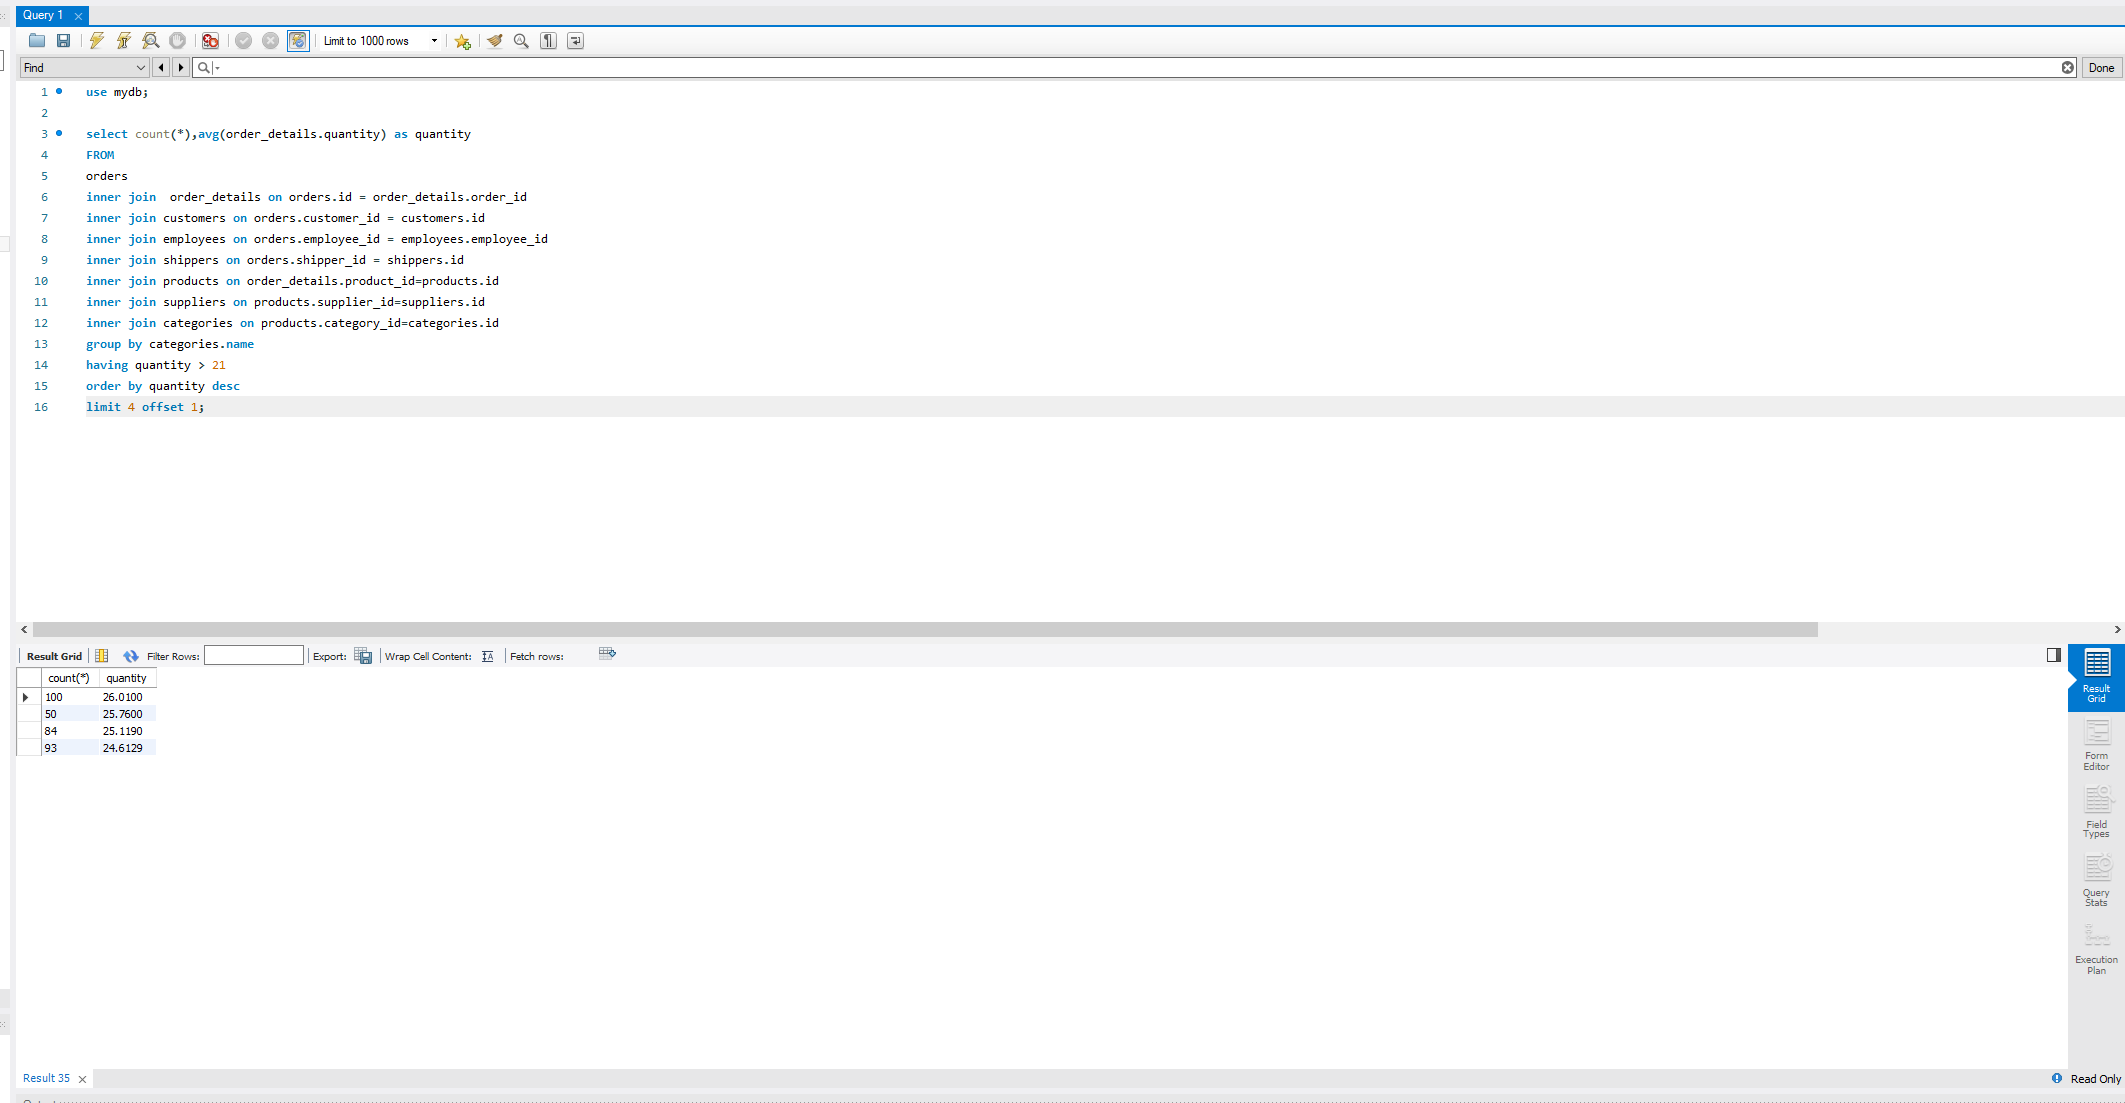 Query 1
Limit to 1000 rows
Find
Done
1 use mydb;
2
3 select count(*),avg(order_details.quantity) as quantity
4 FROM
5 orders
6 inner join  order_details on orders.id = order_details.order_id
7 inner join customers on orders.customer_id = customers.id
8 inner join employees on orders.employee_id = employees.employee_id
9 inner join shippers on orders.shipper_id = shippers.id
10 inner join products on order_details.product_id=products.id
11 inner join suppliers on products.supplier_id=suppliers.id
12 inner join categories on products.category_id=categories.id
13 group by categories.name
14 having quantity > 21
15 order by quantity desc
16 limit 4 offset 1;
Result Grid Filter Rows: Export: Wrap Cell Content: Fetch rows:
count(*) quantity
100 26.0100
50 25.7600
84 25.1190
93 24.6129
Result
Grid
Form
Editor
Field
Types
Query
Stats
Execution
Plan
Result 35
Read Only